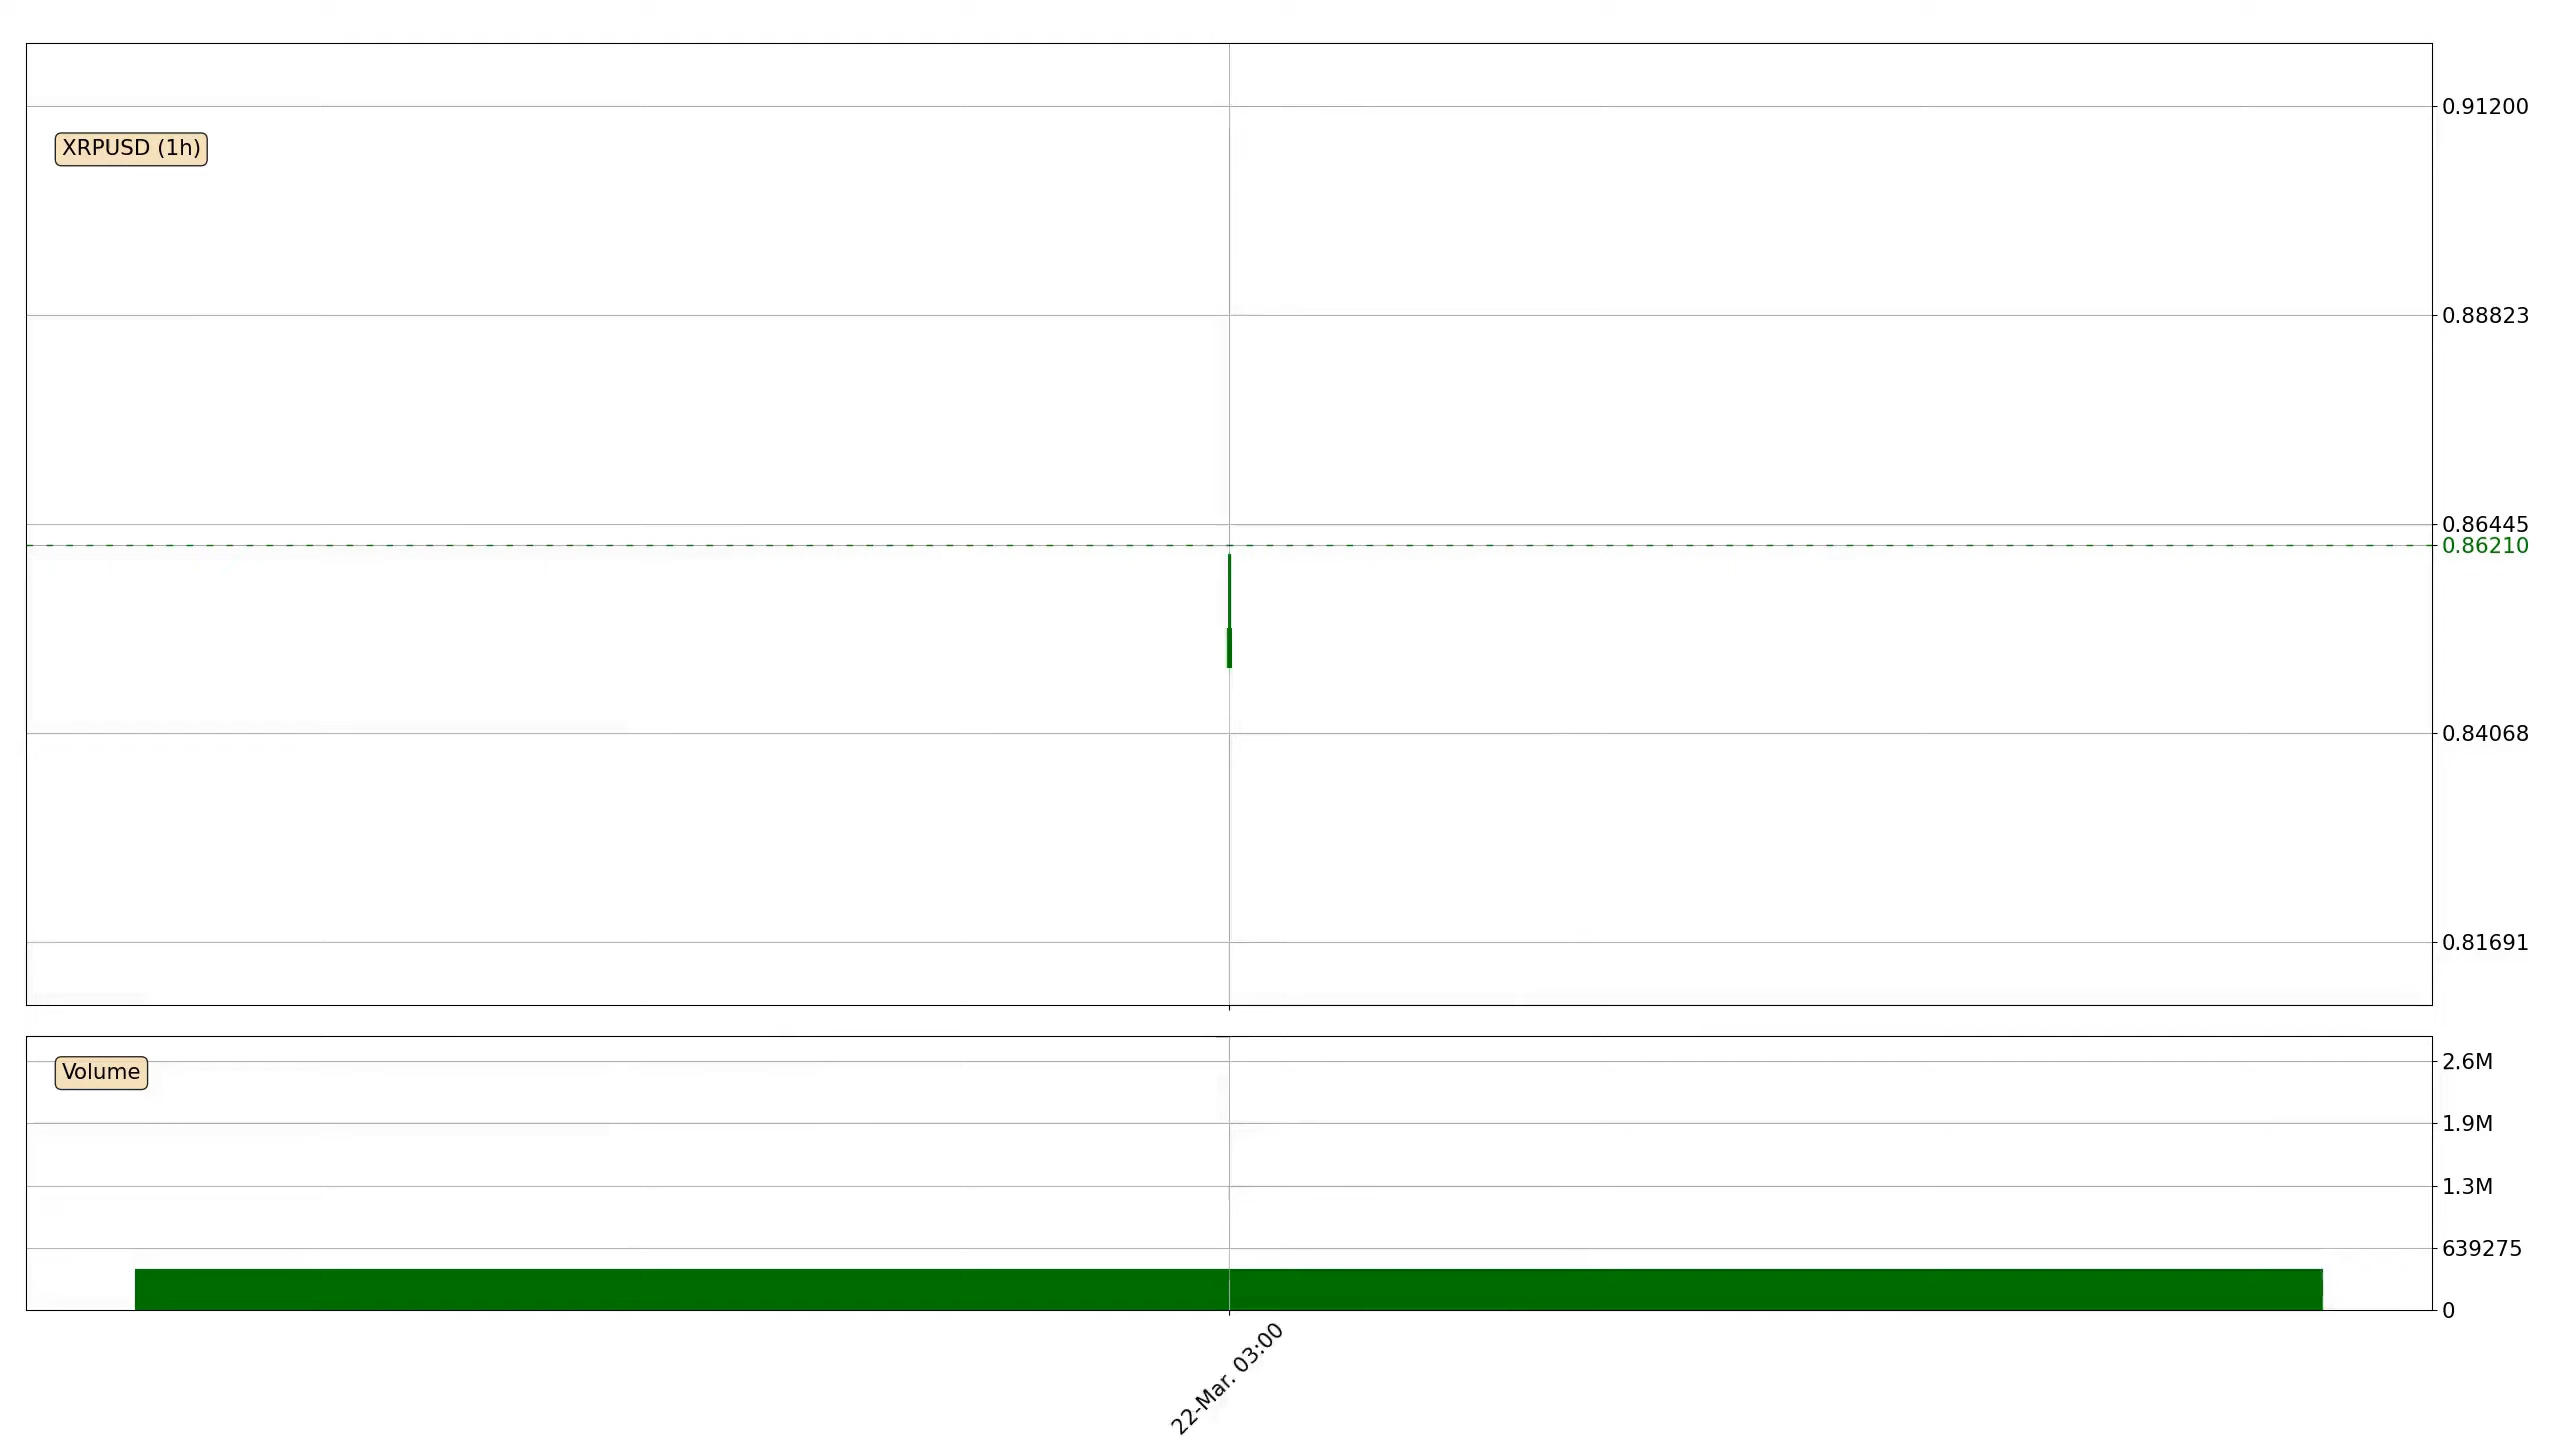 0.91200
XRPUSD (1h)
0.88823
0.86445
0.86210
0.84068
0.81691
Volume
2.6M
1.9M
1.3M
639275
0
22-Mar. 03:00